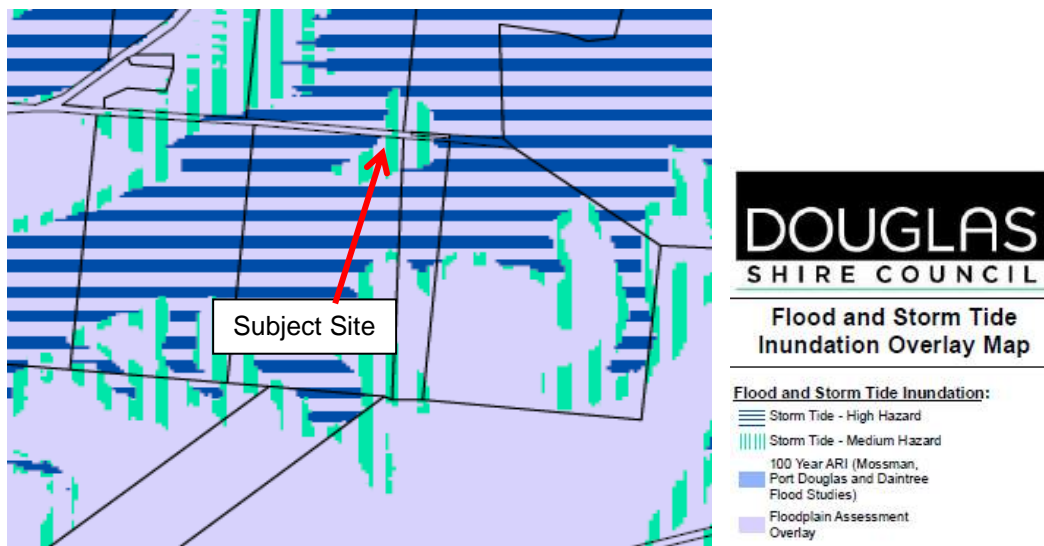 Subject Site
DOUGLAS
SHIRE COUNCIL
Flood and Storm Tide
Inundation Overlay Map
Flood and Storm Tide Inundation:
Storm Tide - High Hazard
Storm Tide - Medium Hazard
100 Year ARI (Mossman,
Port Douglas and Daintree
Flood Studies)
Floodplain Assessment
Overlay